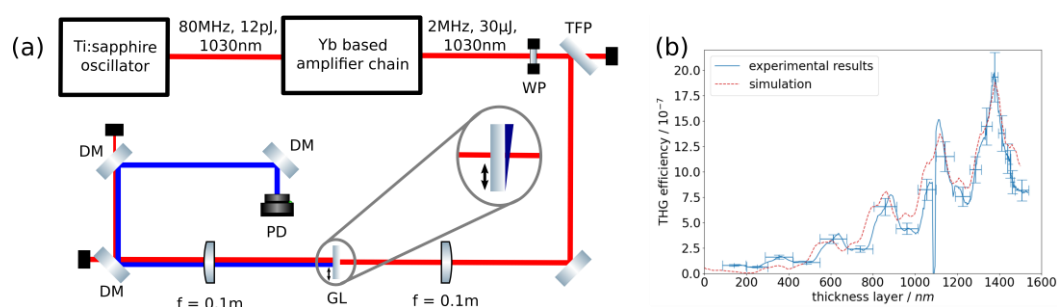 (a)
Ti:sapphire
oscillator
80MHz, 12pJ,
1030nm
Yb based
amplifier chain
2MHz, 30µJ,
1030nm
WP
TFP
DM
DM
PD
DM
f = 0.1m
GL
f = 0.1m
(b)
experimental results
simulation
THG efficiency / 10⁻⁷
20.0
17.5
15.0
12.5
10.0
7.5
5.0
2.5
0.0
0 200 400 600 800 1000 1200 1400 1600
thickness layer / nm